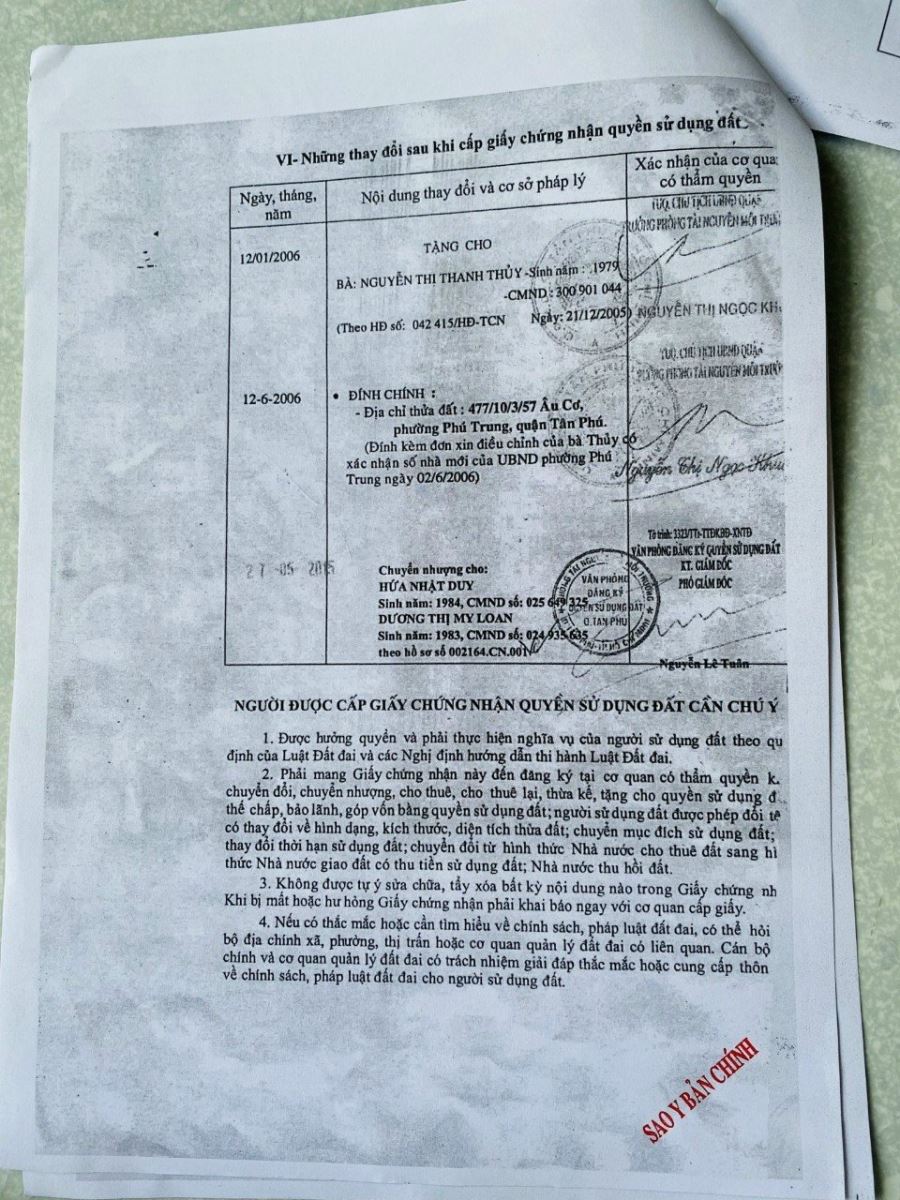 VI- Những thay đổi sau khi cấp giấy chứng nhận quyền sử dụng đất
Ngày, tháng, năm
Nội dung thay đổi và cơ sở pháp lý
Xác nhận của cơ qua
có thẩm quyền
TUQ. CHỦ TỊCH UBND QUẬN
TRƯỞNG PHÒNG TÀI NGUYÊN MÔI
12/01/2006
TẶNG CHO
BÀ: NGUYỄN THỊ THANH THỦY -Sinh năm : 1979
-CMND : 300 901 044
(Theo HĐ số: 042 415/HĐ-TCN Ngày: 21/12/2005)
NGUYỄN THỊ NGỌC
TUQ. CHỦ TỊCH UBND QUẬN
PHÒNG TÀI NGUYÊN MÔI
12-6-2006
• ĐÍNH CHÍNH :
- Địa chỉ thửa đất : 477/10/3/57 Âu Cơ,
phường Phú Trung, quận Tân Phú.
(Đính kèm đơn xin điều chỉnh của bà Thủy có
xác nhận số nhà mới của UBND phường Phú
Trung ngày 02/6/2006)
Nguyễn Thị Ngọc
Tờ trình: 3323/TTr-TTĐKĐĐ-XNTĐ
VĂN PHÒNG ĐĂNG KÝ QUYỀN SỬ DỤNG ĐẤT
KT. GIÁM ĐỐC
PHÓ GIÁM ĐỐC
27 -05- 2015
Chuyển nhượng cho:
HỨA NHẬT DUY
Sinh năm: 1984, CMND số: 025 649 325
DƯƠNG THỊ MY LOAN
Sinh năm: 1983, CMND số: 024 935 635
theo hồ sơ số 002164.CN.001
VĂN PHÒNG
ĐĂNG KÝ
QUYỀN SỬ DỤNG ĐẤT
Q.TÂN PHÚ
Nguyễn Lê Tuân
NGƯỜI ĐƯỢC CẤP GIẤY CHỨNG NHẬN QUYỀN SỬ DỤNG ĐẤT CẦN CHÚ Ý
1. Được hưởng quyền và phải thực hiện nghĩa vụ của người sử dụng đất theo qu
định của Luật Đất đai và các Nghị định hướng dẫn thi hành Luật Đất đai.
2. Phải mang Giấy chứng nhận này đến đăng ký tại cơ quan có thẩm quyền k
chuyển đổi, chuyển nhượng, cho thuê, cho thuê lại, thừa kế, tặng cho quyền sử dụng đ
thế chấp, bảo lãnh, góp vốn bằng quyền sử dụng đất; người sử dụng đất được phép đổi tê
có thay đổi về hình dạng, kích thước, diện tích thửa đất; chuyển mục đích sử dụng đất;
thay đổi thời hạn sử dụng đất; chuyển đổi từ hình thức Nhà nước cho thuê đất sang hì
thức Nhà nước giao đất có thu tiền sử dụng đất; Nhà nước thu hồi đất.
3. Không được tự ý sửa chữa, tẩy xóa bất kỳ nội dung nào trong Giấy chứng nh
Khi bị mất hoặc hư hỏng Giấy chứng nhận phải khai báo ngay với cơ quan cấp giấy.
4. Nếu có thắc mắc hoặc cần tìm hiểu về chính sách, pháp luật đất đai, có thể hỏi
bộ địa chính xã, phường, thị trấn hoặc cơ quan quản lý đất đai có liên quan. Cán bộ
chính và cơ quan quản lý đất đai có trách nhiệm giải đáp thắc mắc hoặc cung cấp thôn
về chính sách, pháp luật đất đai cho người sử dụng đất.
SAO Y BẢN CHÍNH